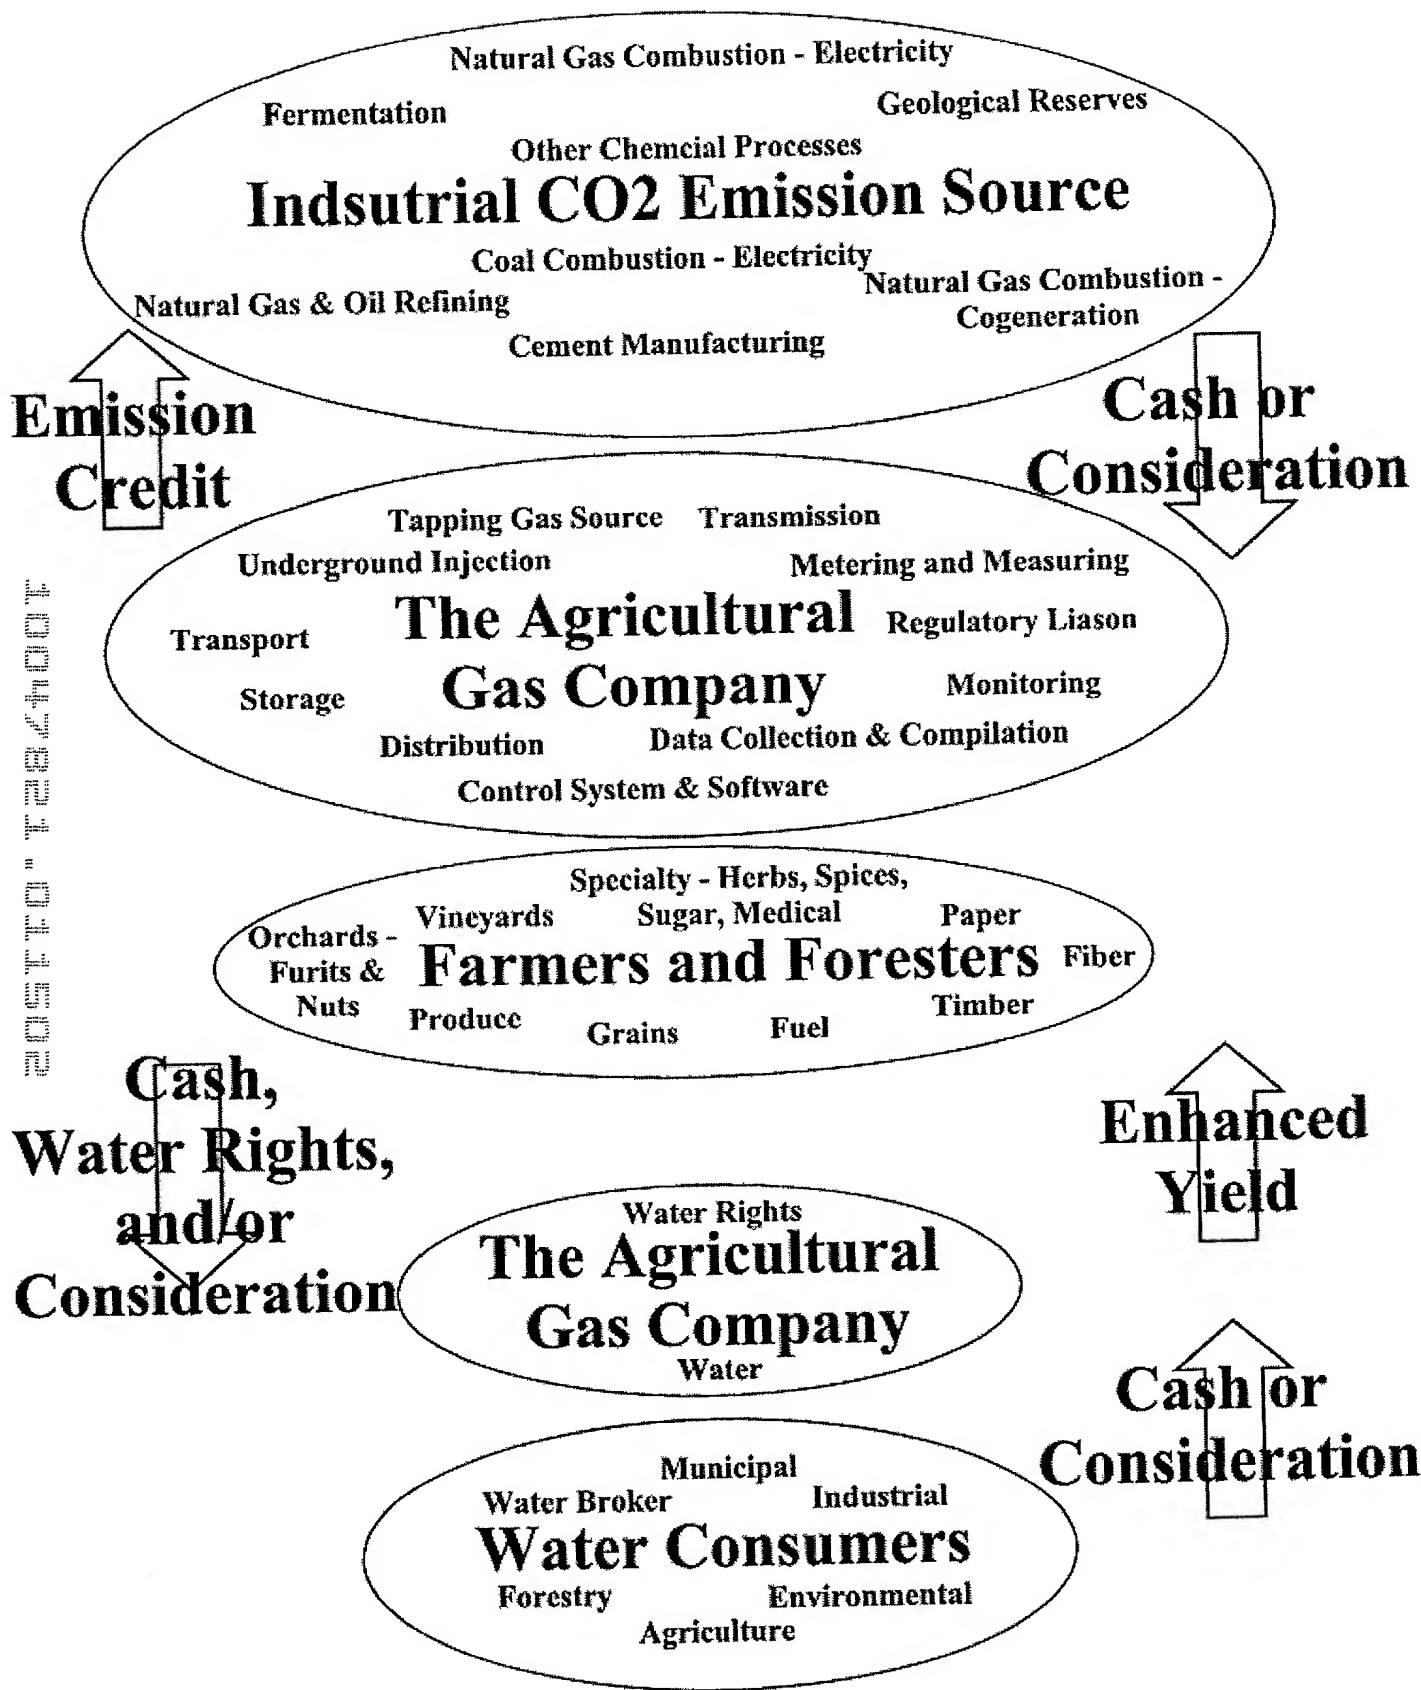 Natural Gas Combustion - Electricity
Fermentation
Geological Reserves
Other Chemcial Processes
Indsutrial CO2 Emission Source
Coal Combustion - Electricity
Natural Gas & Oil Refining
Natural Gas Combustion -
Cogeneration
Cement Manufacturing
Emission
Credit
Cash or
Consideration
Tapping Gas Source
Transmission
Underground Injection
Metering and Measuring
The Agricultural
Gas Company
Transport
Regulatory Liason
Storage
Monitoring
Distribution
Data Collection & Compilation
Control System & Software
10047821.011502
Specialty - Herbs, Spices,
Sugar, Medical
Vineyards
Paper
Orchards -
Furits &
Nuts
Farmers and Foresters
Fiber
Produce
Grains
Fuel
Timber
Cash,
Water Rights,
and/or
Consideration
Enhanced
Yield
Water Rights
The Agricultural
Gas Company
Water
Cash or
Consideration
Municipal
Water Broker
Industrial
Water Consumers
Forestry
Environmental
Agriculture